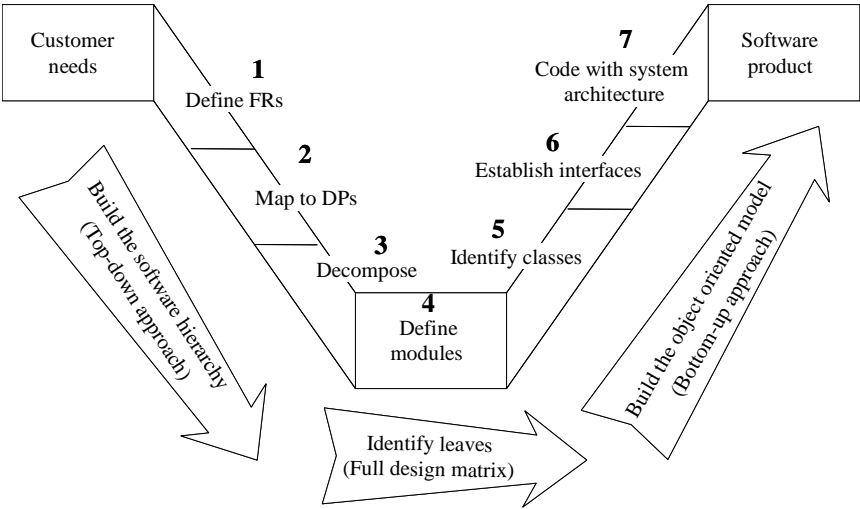 Customer
needs
1
Define FRs
2
Map to DPs
3
Decompose
4
Define
modules
5
Identify classes
6
Establish interfaces
7
Code with system
architecture
Software
product
Build the software hierarchy
(Top-down approach)
Identify leaves
(Full design matrix)
Build the object oriented model
(Bottom-up approach)